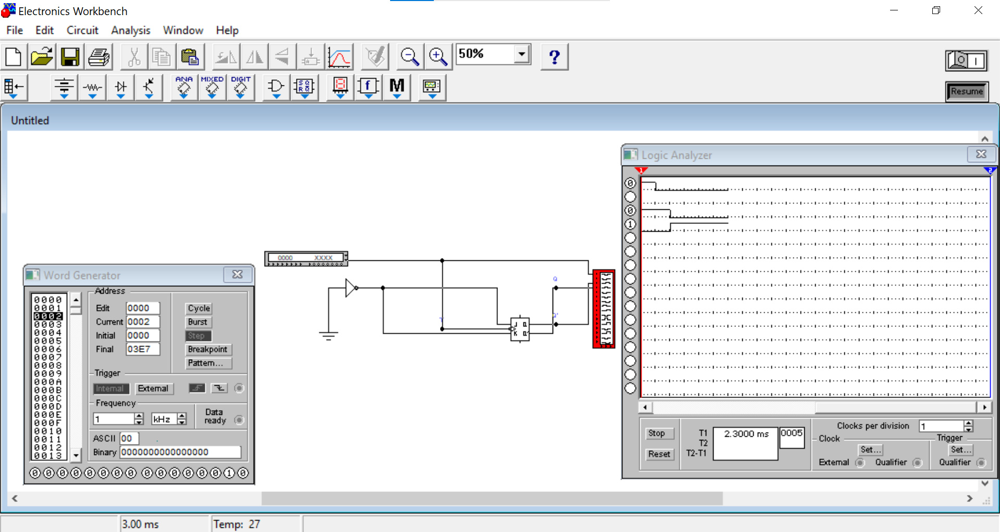 Electronics Workbench
File Edit Circuit Analysis Window Help
50%
?
ANA MIXED DIGIT
f M
Resume
Untitled
Logic Analyzer
1 2
0
0
1
0000 XXXX
Q
Q'
T
J Q
K Q'
Word Generator
0000
0001
0002
0003
0004
0005
0006
0007
0008
0009
000A
000B
000C
000D
000E
000F
0010
0011
0012
0013
Address
Edit 0000
Current 0002
Initial 0000
Final 03E7
Cycle
Burst
Step
Breakpoint
Pattern...
Trigger
Internal External
Frequency
1 kHz
Data
ready
ASCII 00
Binary 0000000000000000
0 0 0 0 0 0 0 0 0 0 0 0 0 0 1 0
Stop
Reset
T1
T2
T2-T1
2.3000 ms
0005
Clocks per division 1
Clock
Set...
External Qualifier
Trigger
Set...
Qualifier
3.00 ms Temp: 27